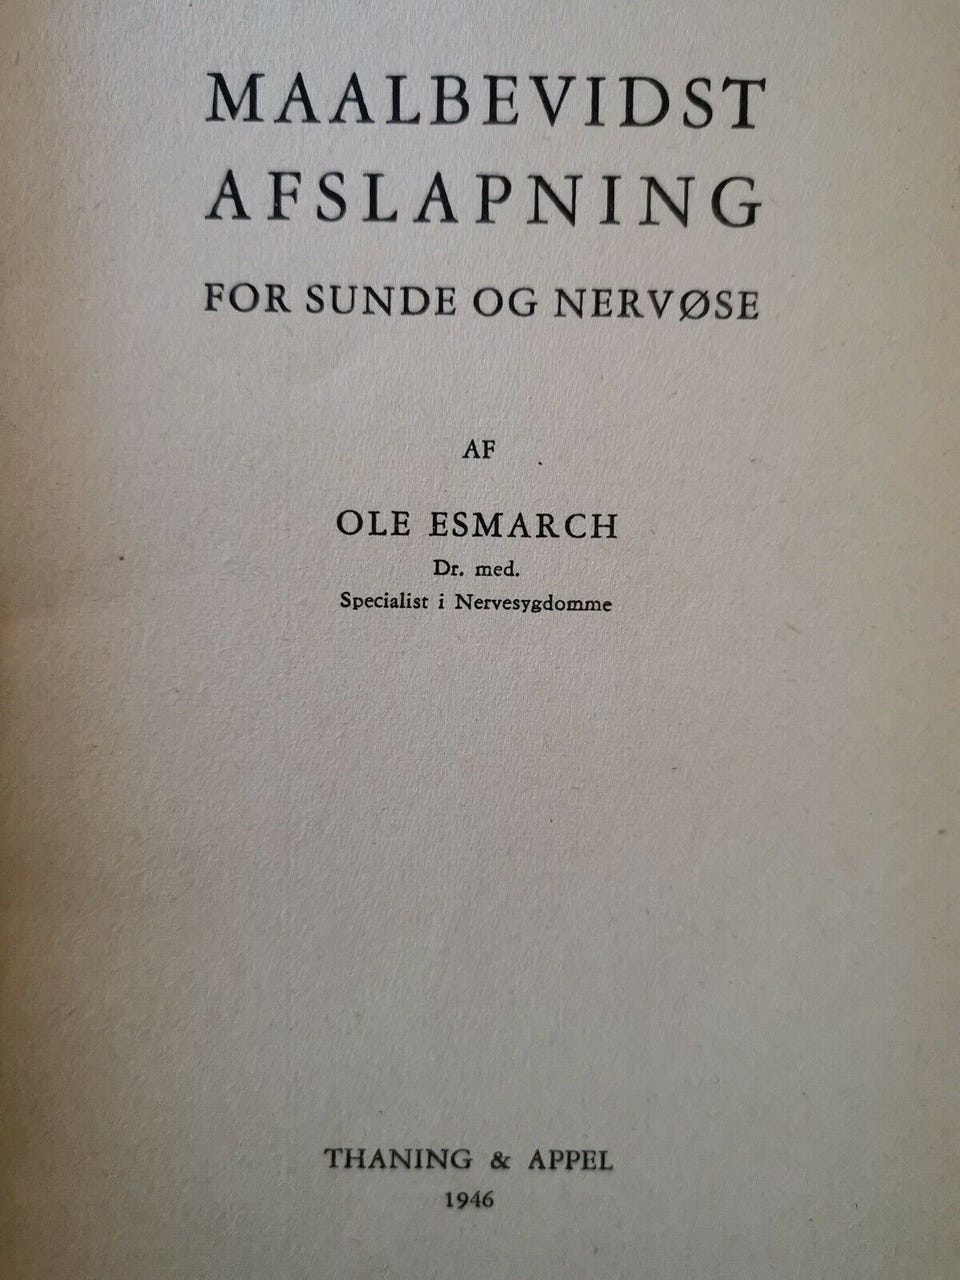 MAALBEVIDST
AFSLAPNING
FOR SUNDE OG NERVØSE
AF
OLE ESMARCH
Dr. med.
Specialist i Nervesygdomme
THANING & APPEL
1946